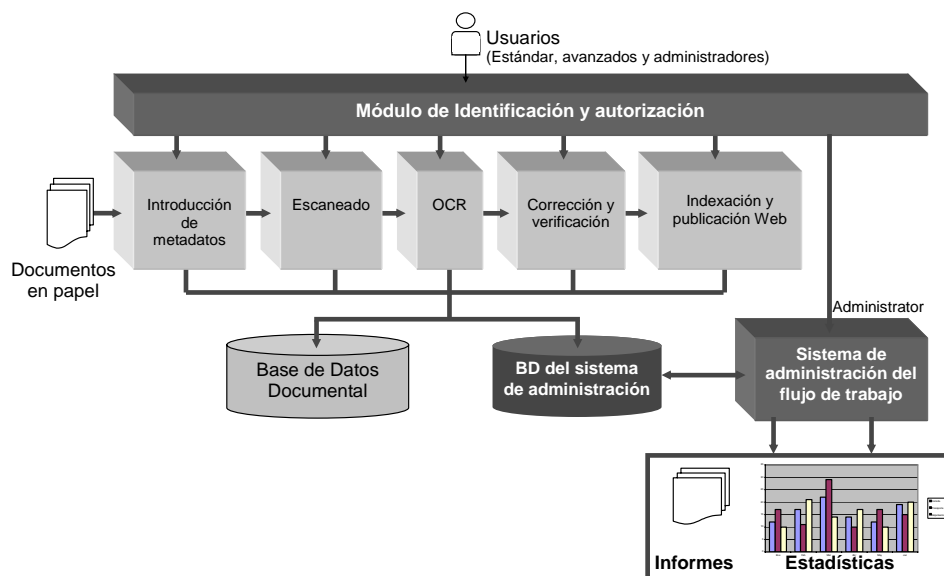 Usuarios
(Estándar, avanzados y administradores)
Módulo de Identificación y autorización
Introducción
de
metadatos
Escaneado
OCR
Corrección y
verificación
Indexación y
publicación Web
Documentos
en papel
Administrator
Base de Datos
Documental
BD del sistema
de administración
Sistema de
administración del
flujo de trabajo
Informes
Estadísticas